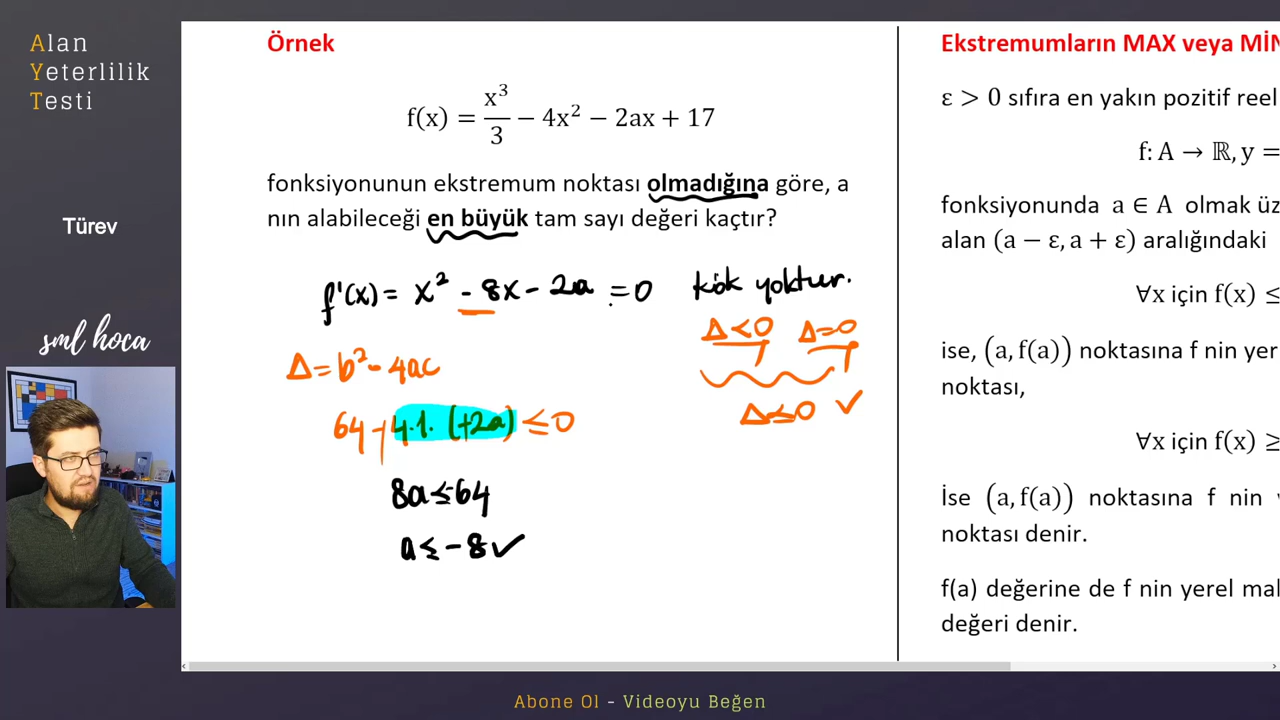 Alan
Yeterlilik
Testi
Türev
sml hoca
Örnek
f(x) = x³/3 − 4x² − 2ax + 17
fonksiyonunun ekstremum noktası olmadığına göre, a
nın alabileceği en büyük tam sayı değeri kaçtır?
f'(x) = x² - 8x - 2a = 0 kök yoktur.
Δ<0 Δ=0
Δ = b² - 4ac
Δ≤0 ✓
64 + 4.1.(+2a) ≤ 0
8a ≤ 64
a ≤ -8 ✓
Ekstremumların MAX veya MİN
ε > 0 sıfıra en yakın pozitif reel
f: A → ℝ, y =
fonksiyonunda a ∈ A olmak üz
alan (a − ε, a + ε) aralığındaki
∀x için f(x) ≤
ise, (a, f(a)) noktasına f nin yer
noktası,
∀x için f(x) ≥
İse (a, f(a)) noktasına f nin
noktası denir.
f(a) değerine de f nin yerel mal
değeri denir.
Abone Ol - Videoyu Beğen